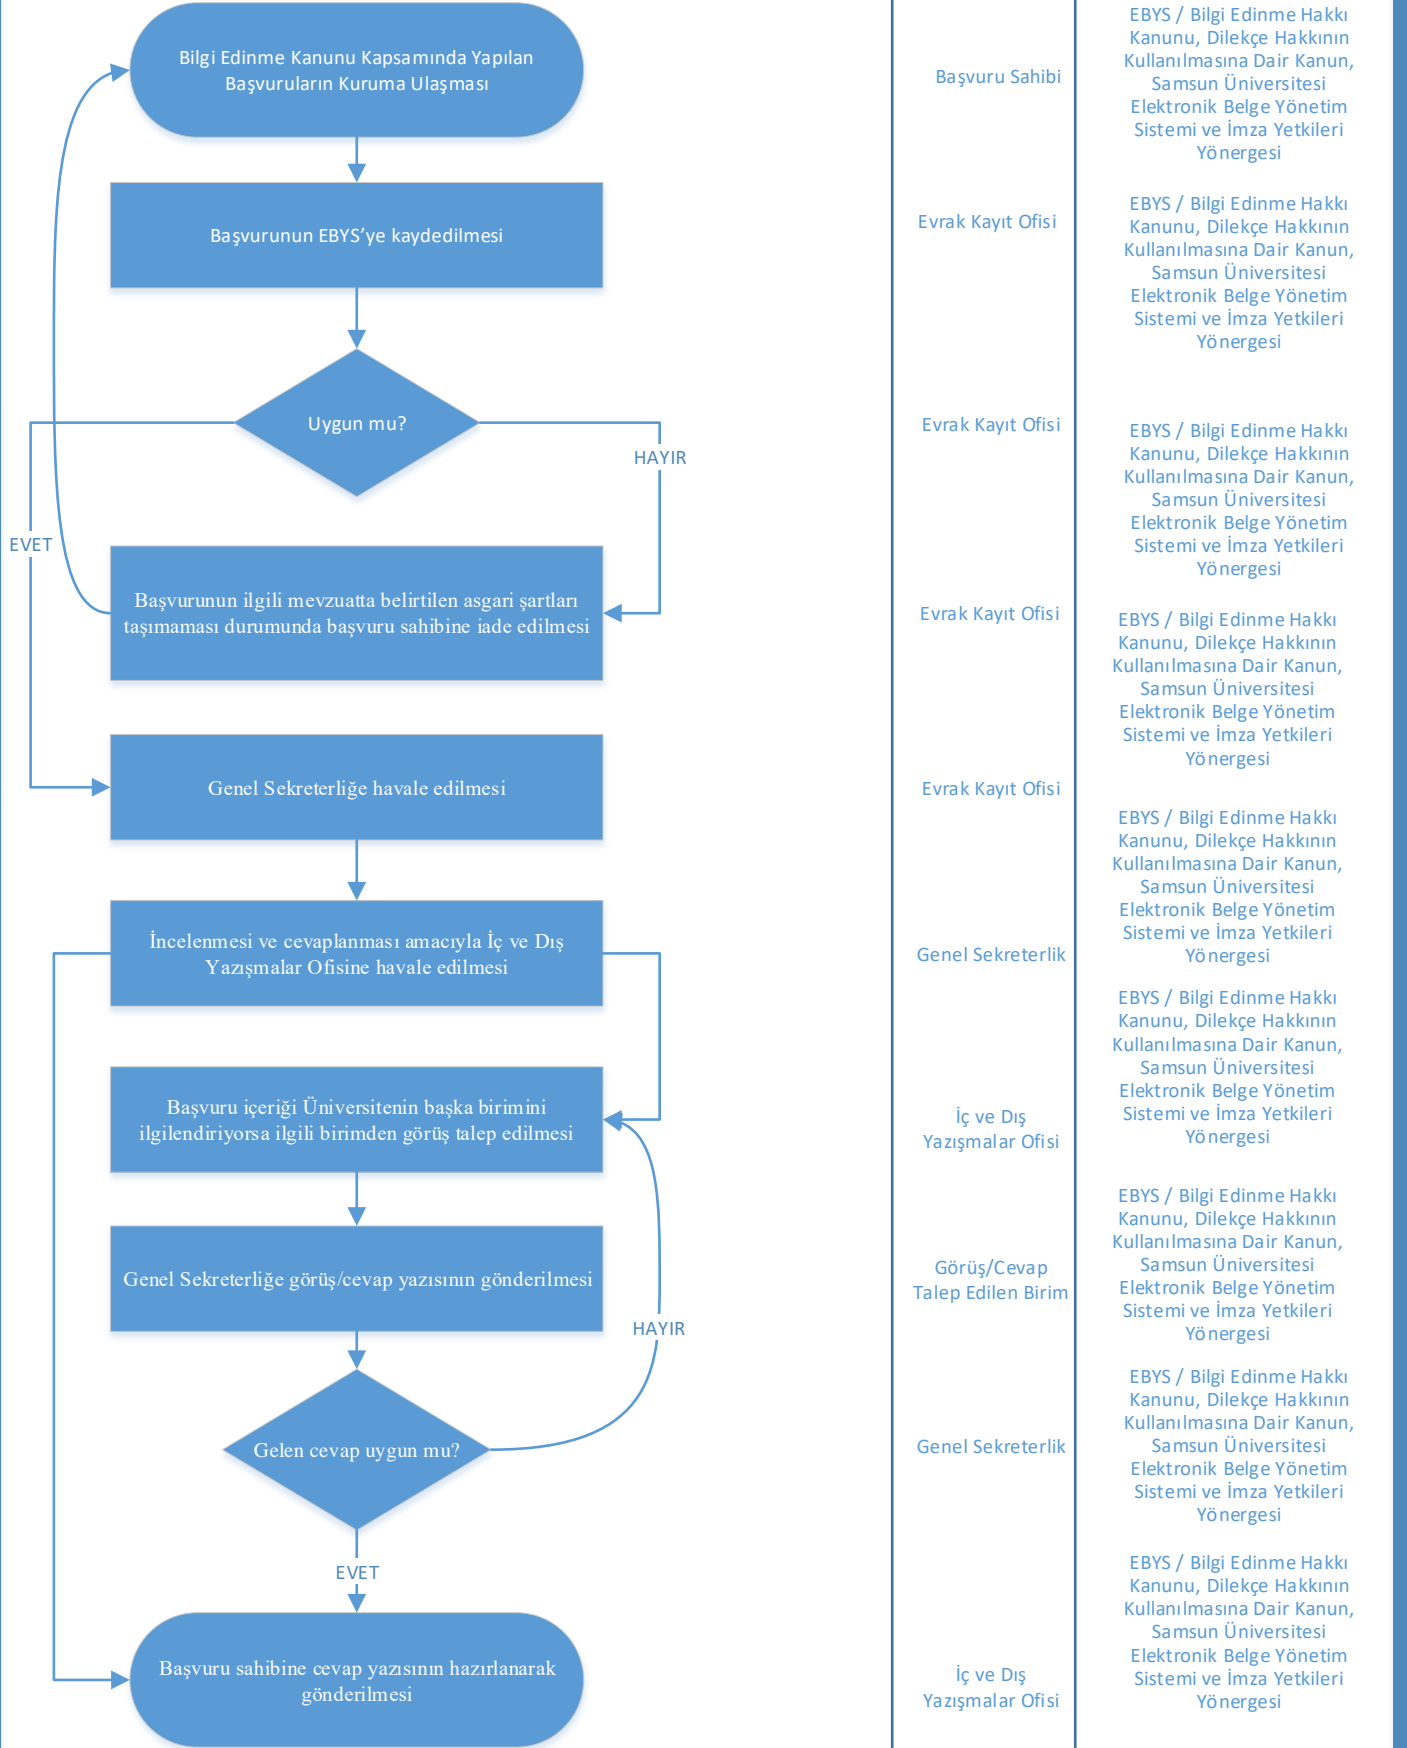 Bilgi Edinme Kanunu Kapsamında Yapılan
Başvuruların Kuruma Ulaşması
Başvuru Sahibi
EBYS / Bilgi Edinme Hakkı
Kanunu, Dilekçe Hakkının
Kullanılmasına Dair Kanun,
Samsun Üniversitesi
Elektronik Belge Yönetim
Sistemi ve İmza Yetkileri
Yönergesi
Başvurunun EBYS’ye kaydedilmesi
Evrak Kayıt Ofisi
EBYS / Bilgi Edinme Hakkı
Kanunu, Dilekçe Hakkının
Kullanılmasına Dair Kanun,
Samsun Üniversitesi
Elektronik Belge Yönetim
Sistemi ve İmza Yetkileri
Yönergesi
Uygun mu?
HAYIR
EVET
Evrak Kayıt Ofisi
EBYS / Bilgi Edinme Hakkı
Kanunu, Dilekçe Hakkının
Kullanılmasına Dair Kanun,
Samsun Üniversitesi
Elektronik Belge Yönetim
Sistemi ve İmza Yetkileri
Yönergesi
Başvurunun ilgili mevzuatta belirtilen asgari şartları
taşımaması durumunda başvuru sahibine iade edilmesi
Evrak Kayıt Ofisi
EBYS / Bilgi Edinme Hakkı
Kanunu, Dilekçe Hakkının
Kullanılmasına Dair Kanun,
Samsun Üniversitesi
Elektronik Belge Yönetim
Sistemi ve İmza Yetkileri
Yönergesi
Genel Sekreterliğe havale edilmesi
Evrak Kayıt Ofisi
EBYS / Bilgi Edinme Hakkı
Kanunu, Dilekçe Hakkının
Kullanılmasına Dair Kanun,
Samsun Üniversitesi
Elektronik Belge Yönetim
Sistemi ve İmza Yetkileri
Yönergesi
İncelenmesi ve cevaplanması amacıyla İç ve Dış
Yazışmalar Ofisine havale edilmesi
Genel Sekreterlik
EBYS / Bilgi Edinme Hakkı
Kanunu, Dilekçe Hakkının
Kullanılmasına Dair Kanun,
Samsun Üniversitesi
Elektronik Belge Yönetim
Sistemi ve İmza Yetkileri
Yönergesi
Başvuru içeriği Üniversitenin başka birimini
ilgilendiriyorsa ilgili birimden görüş talep edilmesi
İç ve Dış
Yazışmalar Ofisi
EBYS / Bilgi Edinme Hakkı
Kanunu, Dilekçe Hakkının
Kullanılmasına Dair Kanun,
Samsun Üniversitesi
Elektronik Belge Yönetim
Sistemi ve İmza Yetkileri
Yönergesi
Genel Sekreterliğe görüş/cevap yazısının gönderilmesi
Görüş/Cevap
Talep Edilen Birim
HAYIR
Gelen cevap uygun mu?
Genel Sekreterlik
EBYS / Bilgi Edinme Hakkı
Kanunu, Dilekçe Hakkının
Kullanılmasına Dair Kanun,
Samsun Üniversitesi
Elektronik Belge Yönetim
Sistemi ve İmza Yetkileri
Yönergesi
EVET
Başvuru sahibine cevap yazısının hazırlanarak
gönderilmesi
İç ve Dış
Yazışmalar Ofisi
EBYS / Bilgi Edinme Hakkı
Kanunu, Dilekçe Hakkının
Kullanılmasına Dair Kanun,
Samsun Üniversitesi
Elektronik Belge Yönetim
Sistemi ve İmza Yetkileri
Yönergesi